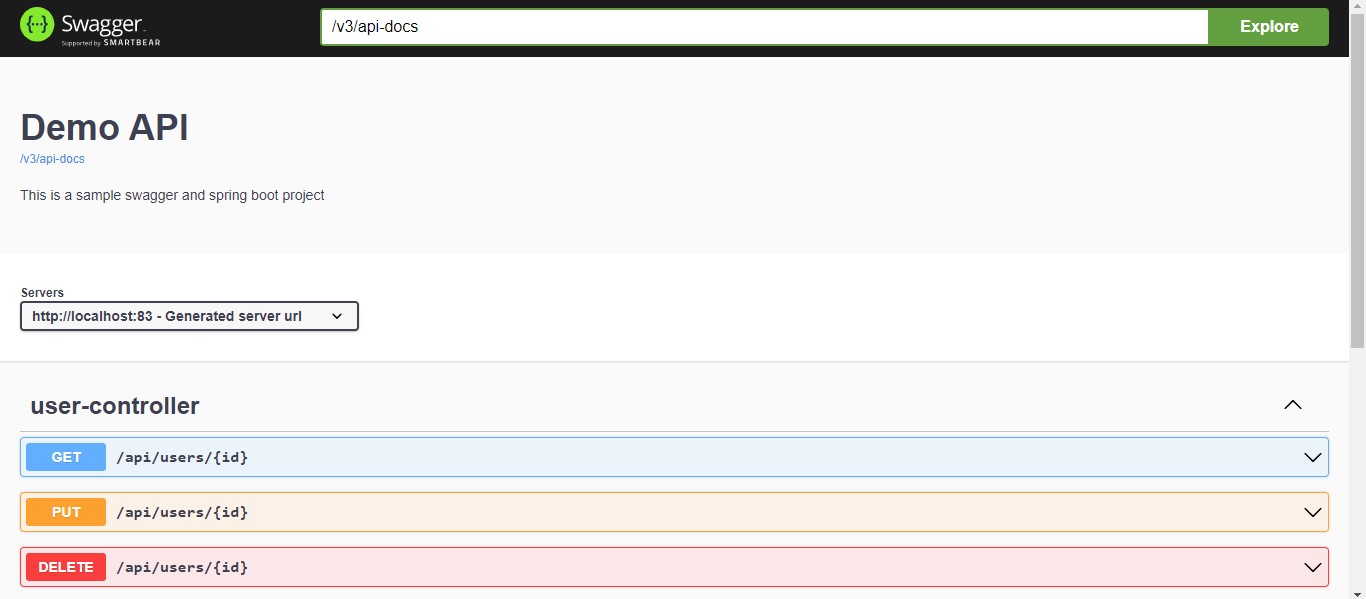 {···} Swagger.
Supported by SMARTBEAR
/v3/api-docs
Explore
Demo API
/v3/api-docs
This is a sample swagger and spring boot project
Servers
http://localhost:83 - Generated server url
user-controller
GET /api/users/{id}
PUT /api/users/{id}
DELETE /api/users/{id}